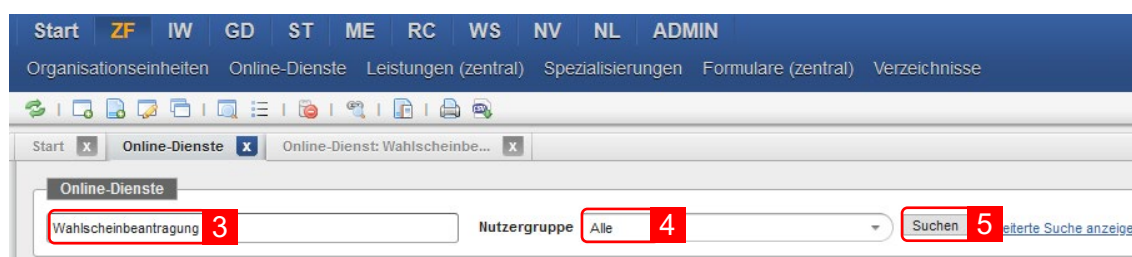 Start ZF IW GD ST ME RC WS NV NL ADMIN
Organisationseinheiten Online-Dienste Leistungen (zentral) Spezialisierungen Formulare (zentral) Verzeichnisse
Start x Online-Dienste x Online-Dienst: Wahlscheinbe... x
Online-Dienste
Wahlscheinbeantragung 3 Nutzergruppe Alle 4 Suchen 5 eiterte Suche anzeige